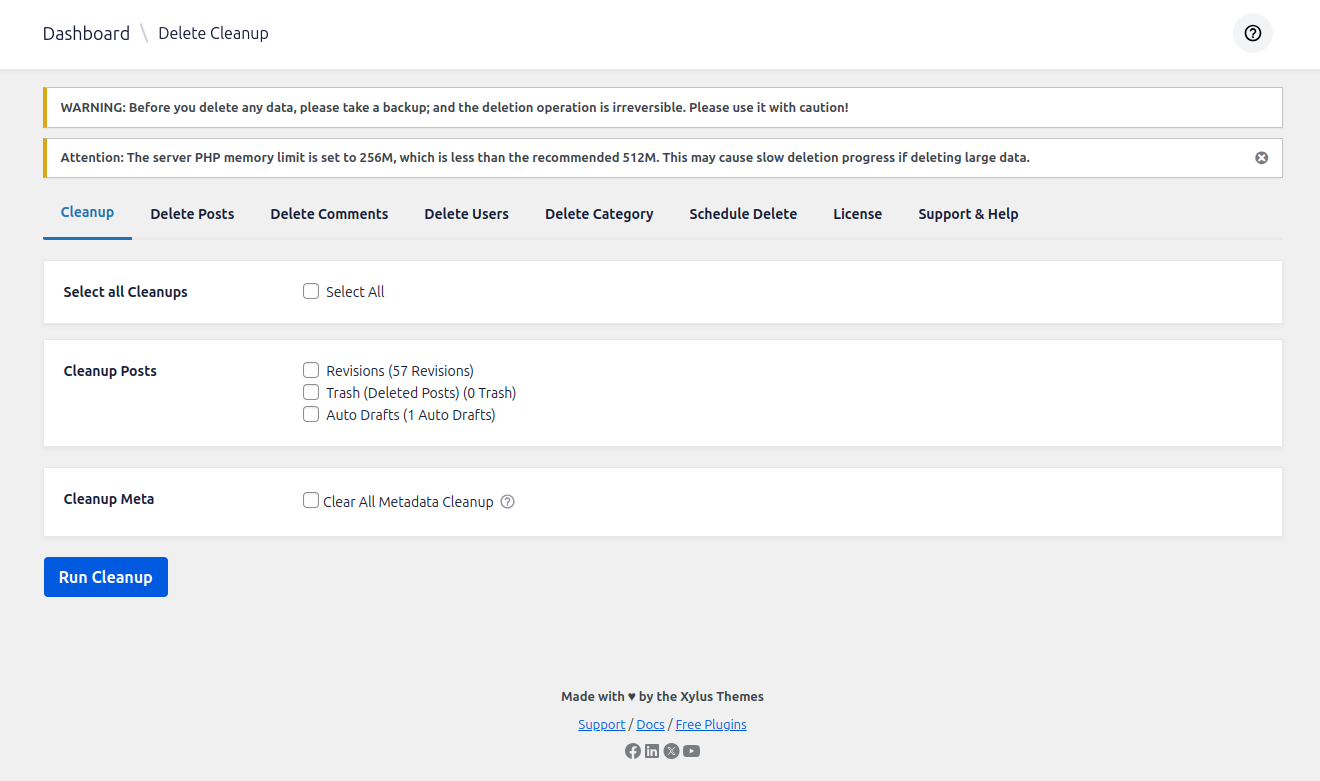 Dashboard \ Delete Cleanup
WARNING: Before you delete any data, please take a backup; and the deletion operation is irreversible. Please use it with caution!
Attention: The server PHP memory limit is set to 256M, which is less than the recommended 512M. This may cause slow deletion progress if deleting large data.
Cleanup Delete Posts Delete Comments Delete Users Delete Category Schedule Delete License Support & Help
Select all Cleanups Select All
Cleanup Posts Revisions (57 Revisions)
Trash (Deleted Posts) (0 Trash)
Auto Drafts (1 Auto Drafts)
Cleanup Meta Clear All Metadata Cleanup
Run Cleanup
Made with ♥ by the Xylus Themes
Support / Docs / Free Plugins